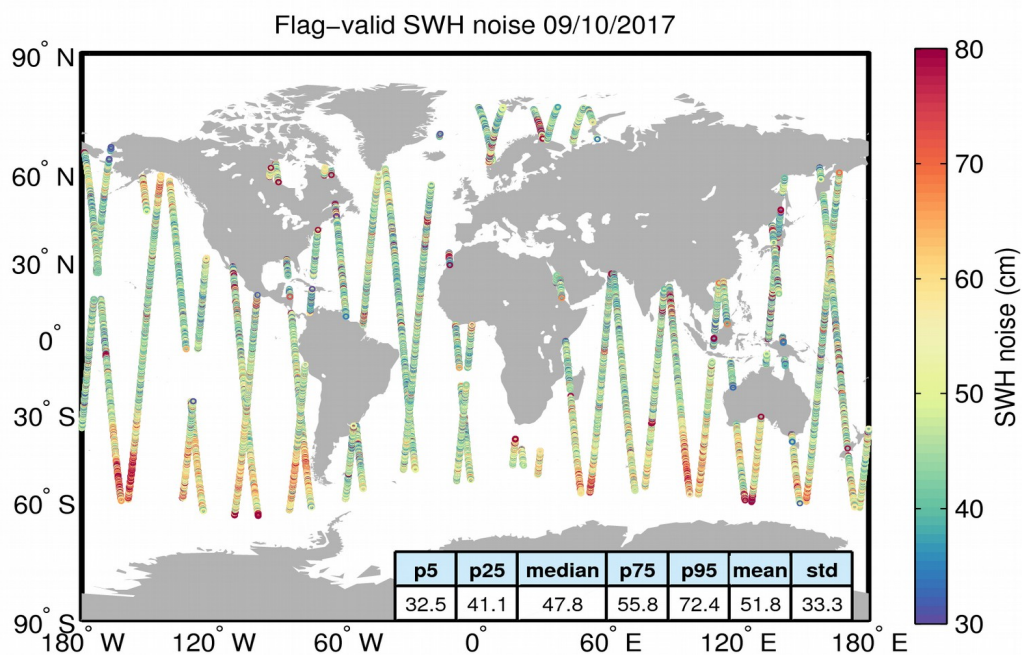 Flag−valid SWH noise 09/10/2017
90° N
60° N
30° N
0°
30° S
60° S
90° S
180° W
120° W
60° W
0°
60° E
120° E
180° E
p5 p25 median p75 p95 mean std
32.5 41.1 47.8 55.8 72.4 51.8 33.3
80
70
60
50
40
30
SWH noise (cm)